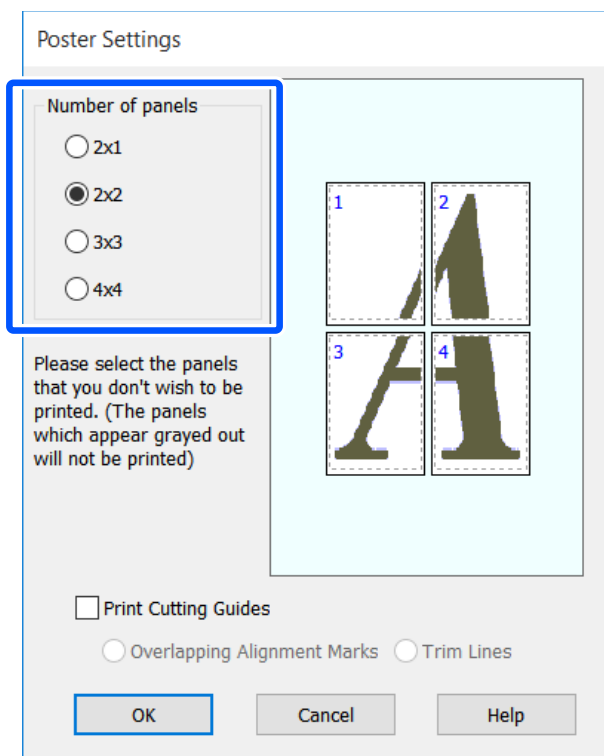 Poster Settings
Number of panels
2x1
2x2
3x3
4x4
1
2
3
4
Please select the panels
that you don't wish to be
printed. (The panels
which appear grayed out
will not be printed)
Print Cutting Guides
Overlapping Alignment Marks
Trim Lines
OK
Cancel
Help